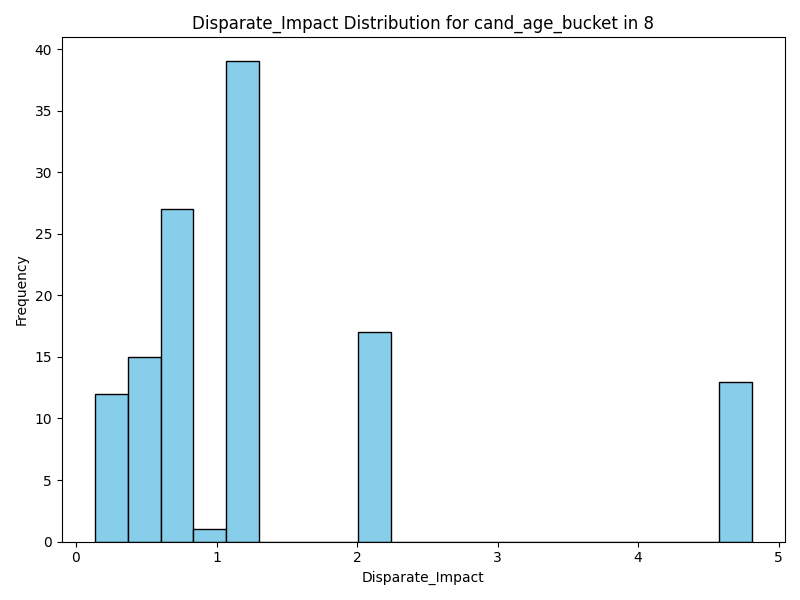 Disparate_Impact Distribution for cand_age_bucket in 8
40
35
30
25
20
15
10
5
0
Frequency
0 1 2 3 4 5
Disparate_Impact